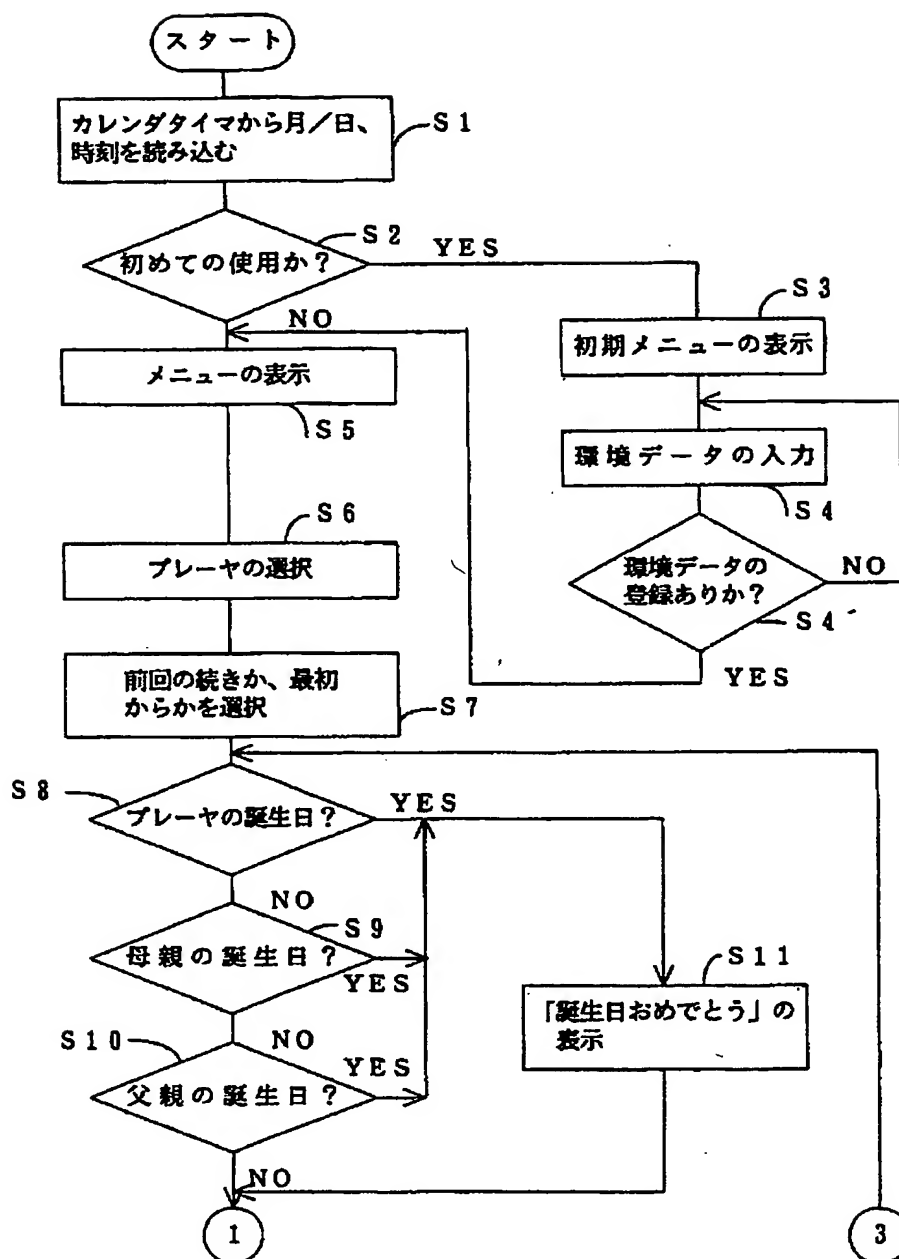 スタート
カレンダタイマから月／日、
時刻を読み込む
S1
初めての使用か？
S2
YES
NO
初期メニューの表示
S3
メニューの表示
S5
環境データの入力
S4
プレーヤの選択
S6
環境データの
登録ありか？
S4
NO
YES
前回の続きか、最初
からかを選択
S7
S8
プレーヤの誕生日？
YES
NO
母親の誕生日？
S9
YES
S11
「誕生日おめでとう」の
表示
S10
NO
父親の誕生日？
YES
NO
1
3